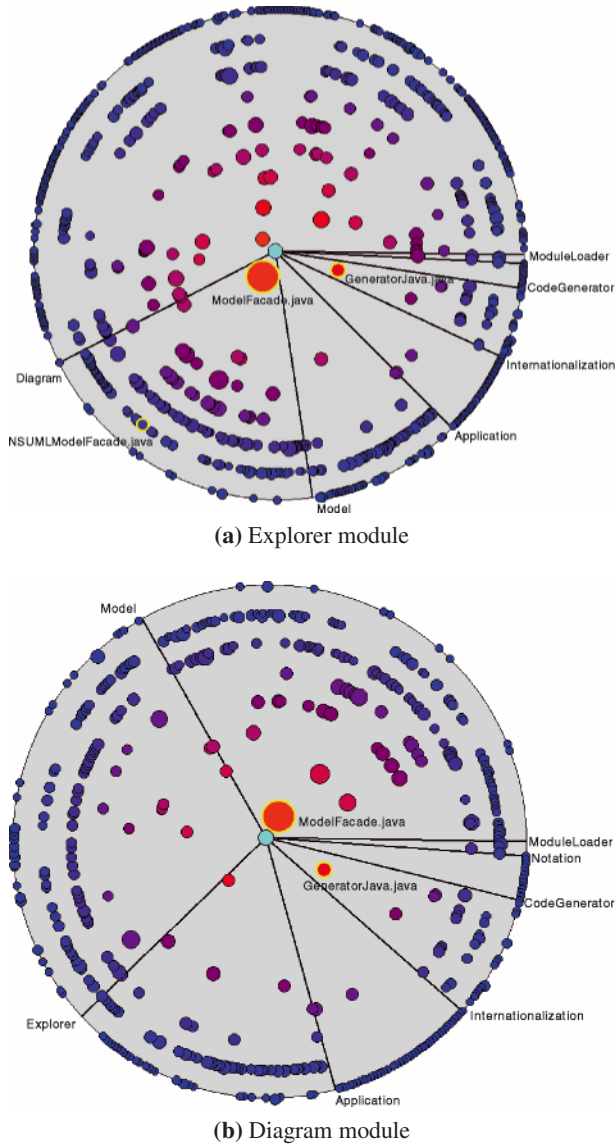 ModuleLoader
GeneratorJava.java
CodeGenerator
ModelFacade.java
Internationalization
Diagram
Application
NSUMLModelFacade.java
Model
(a) Explorer module
Model
ModelFacade.java
ModuleLoader
Notation
GeneratorJava.java
CodeGenerator
Internationalization
Explorer
Application
(b) Diagram module